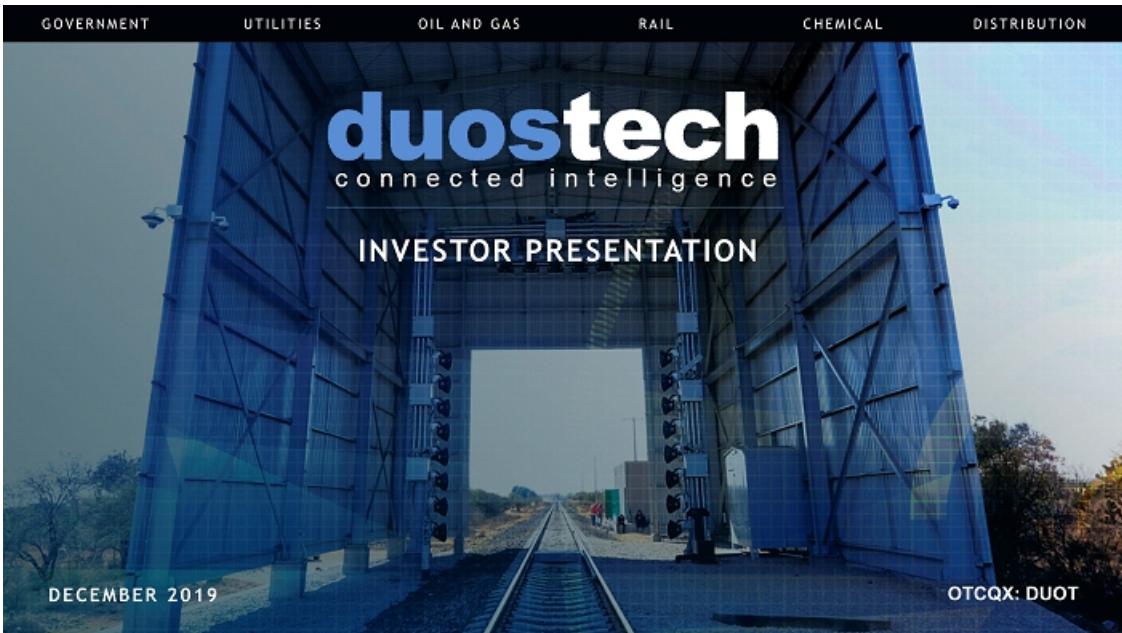 GOVERNMENT UTILITIES OIL AND GAS RAIL CHEMICAL DISTRIBUTION
duostech
connected intelligence
INVESTOR PRESENTATION
DECEMBER 2019 OTCQX: DUOT